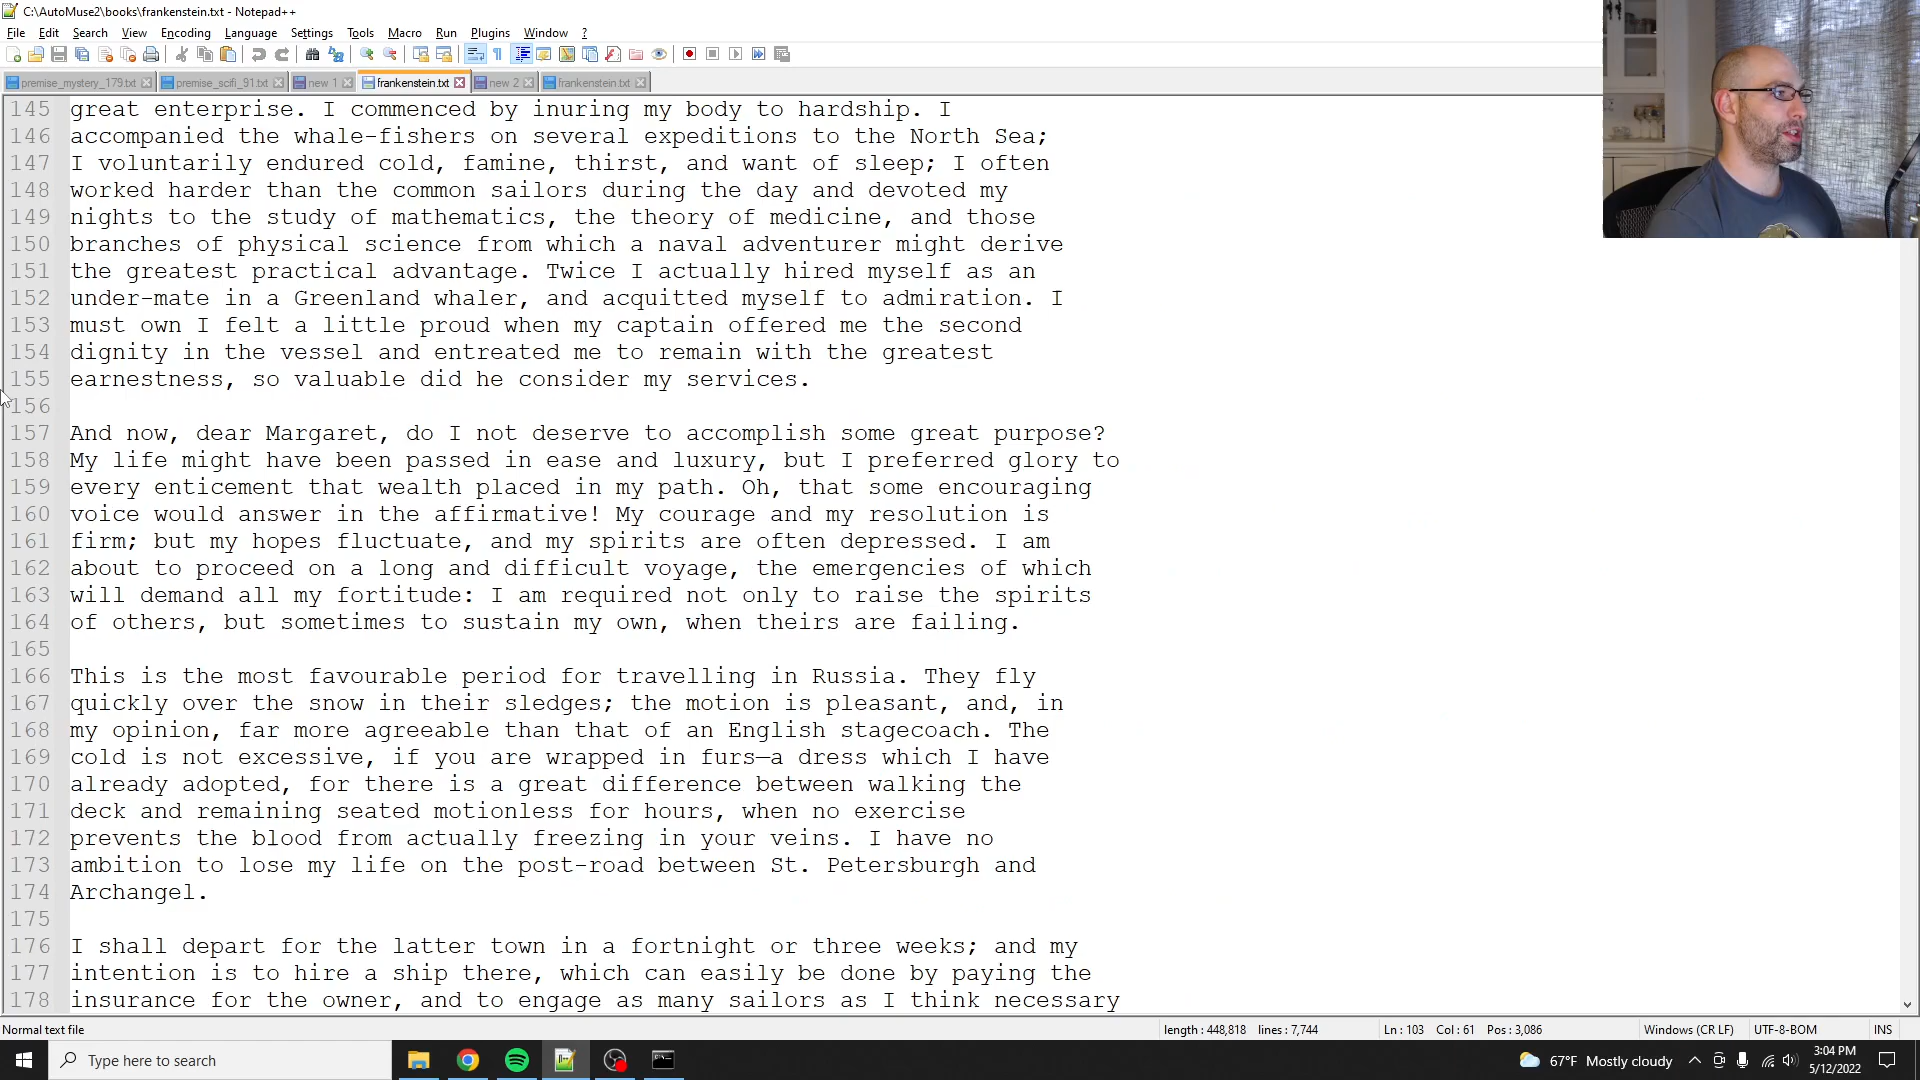 C:\AutoMuse2\books\frankenstein.txt - Notepad++
File Edit Search View Encoding Language Settings Tools Macro Run Plugins Window ?
premise_mystery_179.txt premise_scifi_91.txt new 1 frankenstein.txt new 2 frankenstein.txt
145 great enterprise. I commenced by inuring my body to hardship. I
146 accompanied the whale-fishers on several expeditions to the North Sea;
147 I voluntarily endured cold, famine, thirst, and want of sleep; I often
148 worked harder than the common sailors during the day and devoted my
149 nights to the study of mathematics, the theory of medicine, and those
150 branches of physical science from which a naval adventurer might derive
151 the greatest practical advantage. Twice I actually hired myself as an
152 under-mate in a Greenland whaler, and acquitted myself to admiration. I
153 must own I felt a little proud when my captain offered me the second
154 dignity in the vessel and entreated me to remain with the greatest
155 earnestness, so valuable did he consider my services.
156
157 And now, dear Margaret, do I not deserve to accomplish some great purpose?
158 My life might have been passed in ease and luxury, but I preferred glory to
159 every enticement that wealth placed in my path. Oh, that some encouraging
160 voice would answer in the affirmative! My courage and my resolution is
161 firm; but my hopes fluctuate, and my spirits are often depressed. I am
162 about to proceed on a long and difficult voyage, the emergencies of which
163 will demand all my fortitude: I am required not only to raise the spirits
164 of others, but sometimes to sustain my own, when theirs are failing.
165
166 This is the most favourable period for travelling in Russia. They fly
167 quickly over the snow in their sledges; the motion is pleasant, and, in
168 my opinion, far more agreeable than that of an English stagecoach. The
169 cold is not excessive, if you are wrapped in furs—a dress which I have
170 already adopted, for there is a great difference between walking the
171 deck and remaining seated motionless for hours, when no exercise
172 prevents the blood from actually freezing in your veins. I have no
173 ambition to lose my life on the post-road between St. Petersburgh and
174 Archangel.
175
176 I shall depart for the latter town in a fortnight or three weeks; and my
177 intention is to hire a ship there, which can easily be done by paying the
178 insurance for the owner, and to engage as many sailors as I think necessary
Normal text file length : 448,818 lines : 7,744 Ln : 103 Col : 61 Pos : 3,086 Windows (CR LF) UTF-8-BOM INS
Type here to search 67°F Mostly cloudy 3:04 PM
5/12/2022